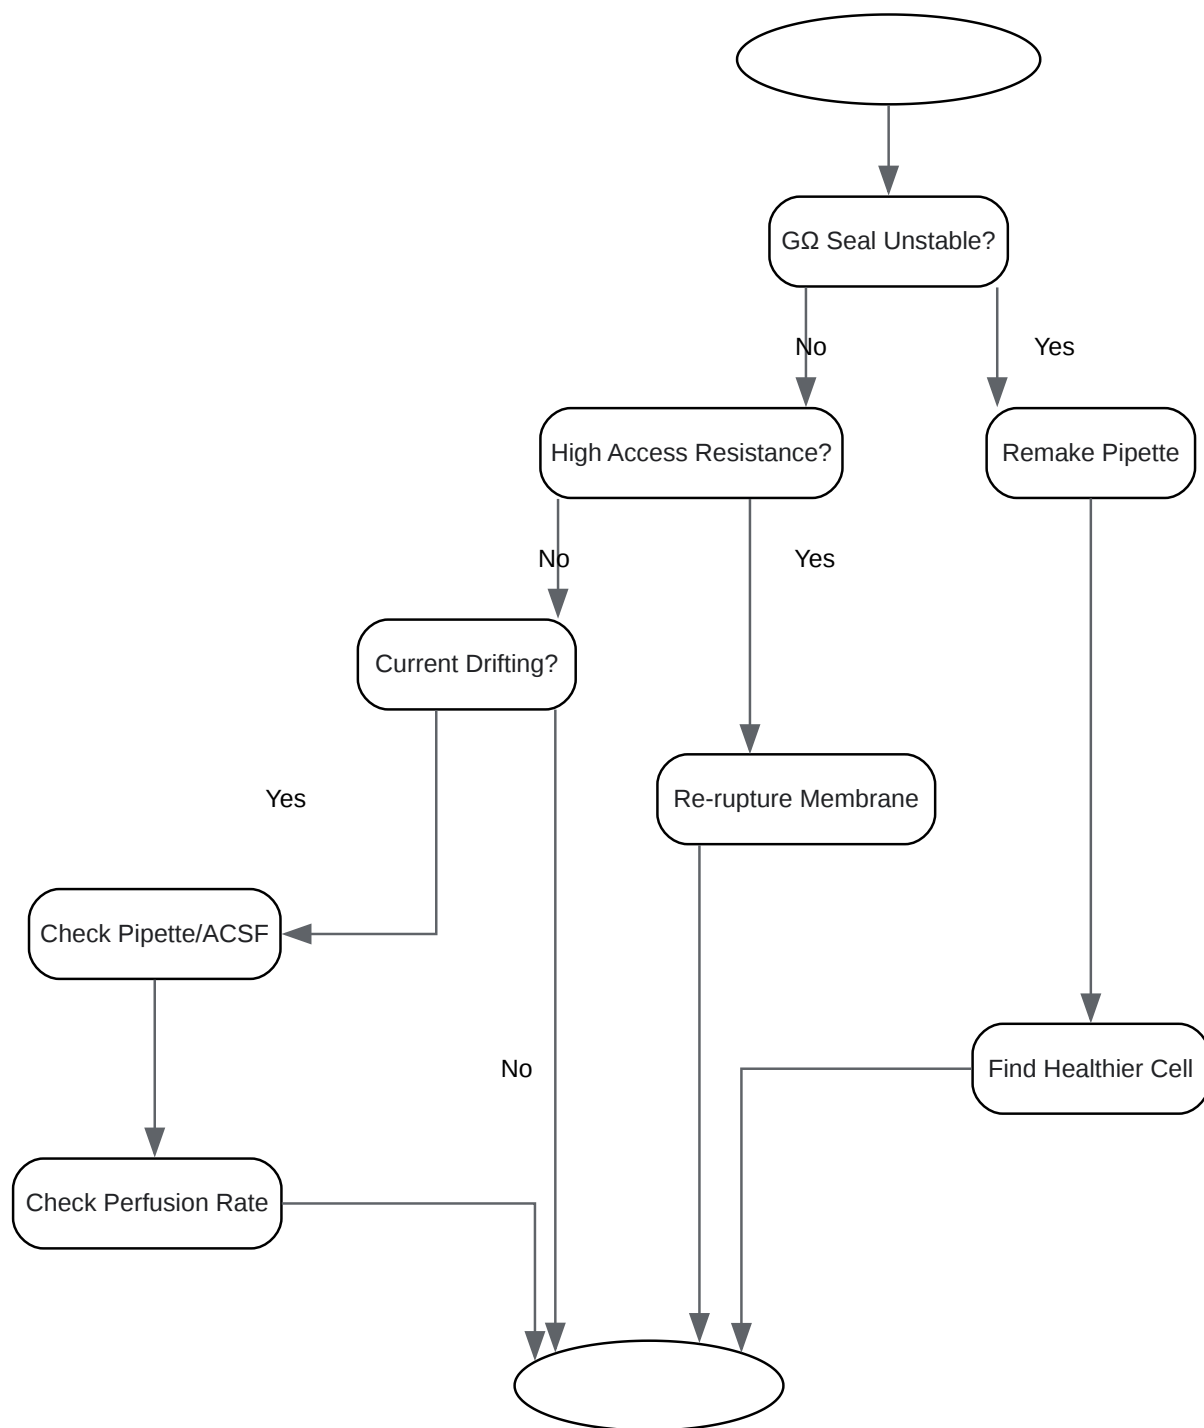 GΩ Seal Unstable?
No
Yes
High Access Resistance?
Remake Pipette
No
Yes
Current Drifting?
Yes
Re-rupture Membrane
Check Pipette/ACSF
No
Find Healthier Cell
Check Perfusion Rate